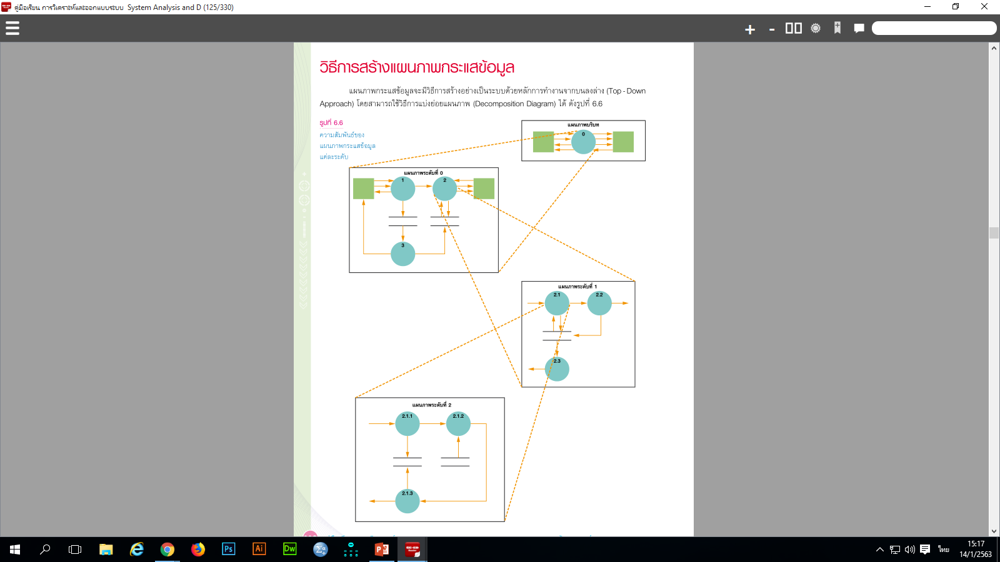 คู่มือเรียน การวิเคราะห์และออกแบบระบบ System Analysis and D (125/330)
วิธีการสร้างแผนภาพกระแสข้อมูล
แผนภาพกระแสข้อมูลจะมีวิธีการสร้างอย่างเป็นระบบด้วยหลักการทำงานจากบนลงล่าง (Top - Down
Approach) โดยสามารถใช้วิธีการแบ่งย่อยแผนภาพ (Decomposition Diagram) ได้ ดังรูปที่ 6.6
รูปที่ 6.6
ความสัมพันธ์ของ
แผนภาพกระแสข้อมูล
แต่ละระดับ
แผนภาพบริบท
0
แผนภาพระดับที่ 0
1
2
3
แผนภาพระดับที่ 1
2.1
2.2
2.3
แผนภาพระดับที่ 2
2.1.1
2.1.2
2.1.3
Ps
Ai
Dw
ไทย
15:17
14/1/2563